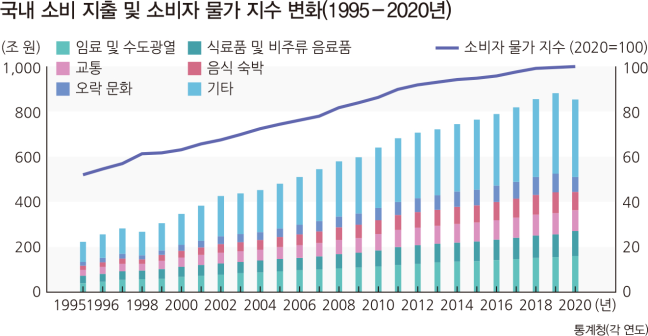 국내 소비 지출 및 소비자 물가 지수 변화(1995－2020년)
(조 원)
임료 및 수도광열 식료품 및 비주류 음료품 소비자 물가 지수 (2020=100)
교통 음식 숙박
오락 문화 기타
1,000 100
800 80
600 60
400 40
200 20
0 0
1995 1996 1998 2000 2002 2004 2006 2008 2010 2012 2014 2016 2018 2020 (년)
통계청(각 연도)